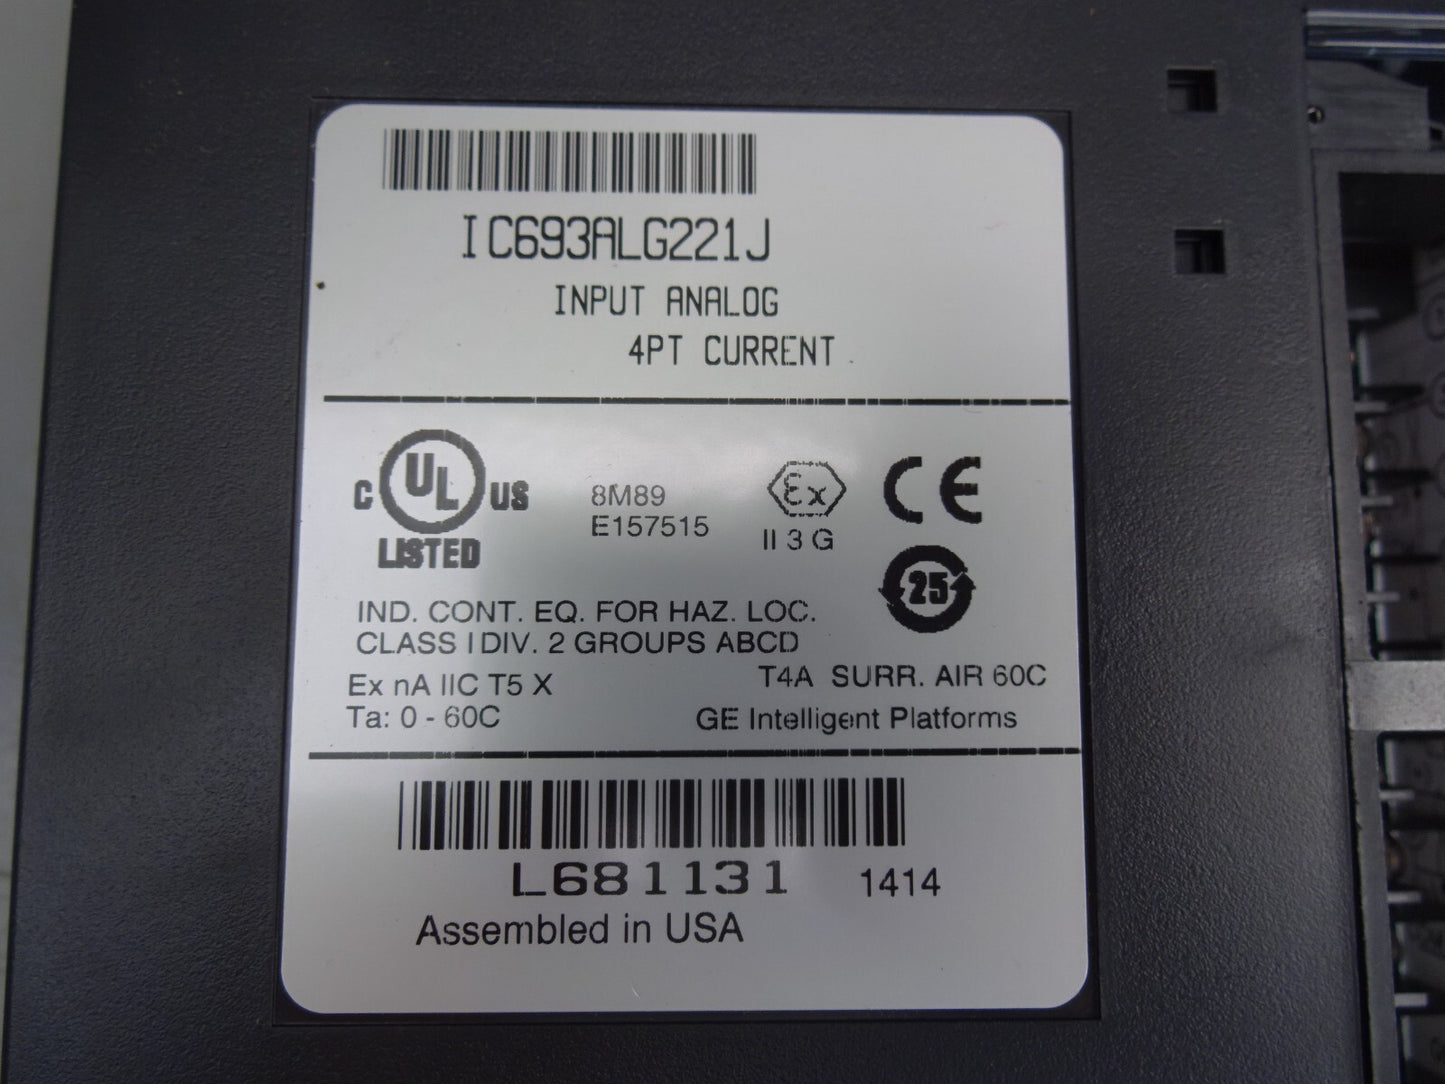 IC693ALG221J
INPUT ANALOG
4PT CURRENT
C UL US
LISTED
8M89
E157515
Ex
II 3 G
CE
25
IND. CONT. EQ. FOR HAZ. LOC.
CLASS I DIV. 2 GROUPS ABCD
Ex nA IIC T5 X
T4A SURR. AIR 60C
Ta: 0 - 60C
GE Intelligent Platforms
L681131
1414
Assembled in USA